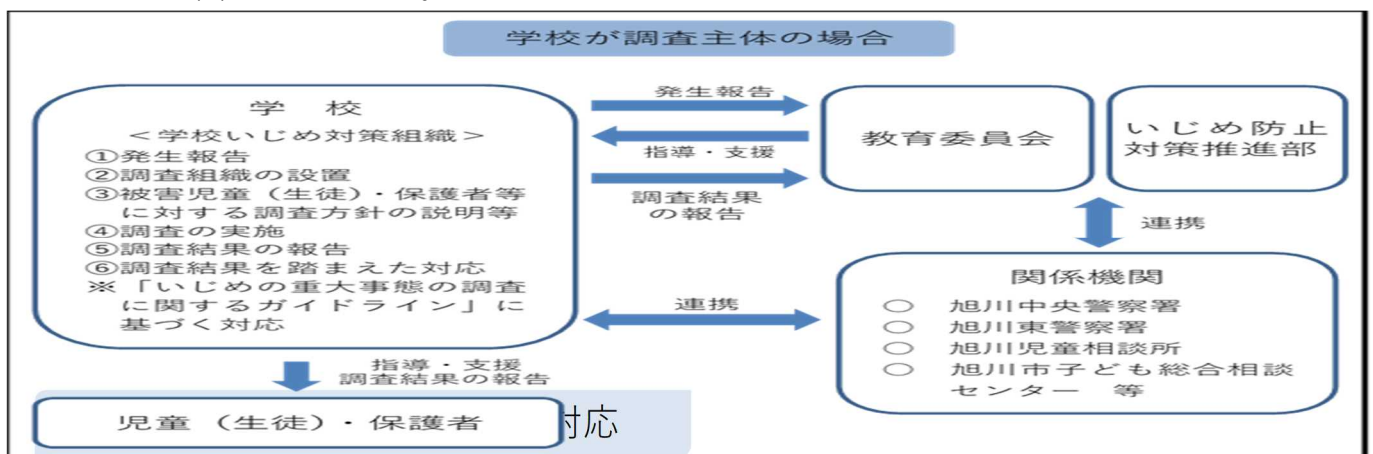 学校が調査主体の場合
学 校
＜学校いじめ対策組織＞
①発生報告
②調査組織の設置
③被害児童（生徒）・保護者等
に対する調査方針の説明等
④調査の実施
⑤調査結果の報告
⑥調査結果を踏まえた対応
※「いじめの重大事態の調査
に関するガイドライン」に
基づく対応
発生報告
指導・支援
調査結果
の報告
教育委員会
いじめ防止
対策推進部
連携
関係機関
○ 旭川中央警察署
○ 旭川東警察署
○ 旭川児童相談所
○ 旭川市子ども総合相談
センター 等
連携
指導・支援
調査結果の報告
児童（生徒）・保護者
対応